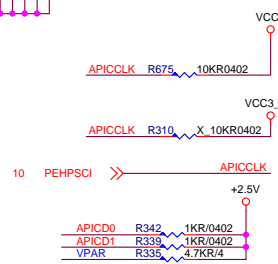 VCC
APICCLK R675 10KR0402
VCC3_
APICCLK R310 X_10KR0402
10 PEHPSCI APICCLK
+2.5V
APICD0 R342 1KR/0402
APICD1 R339 1KR/0402
VPAR R335 4.7KR/4